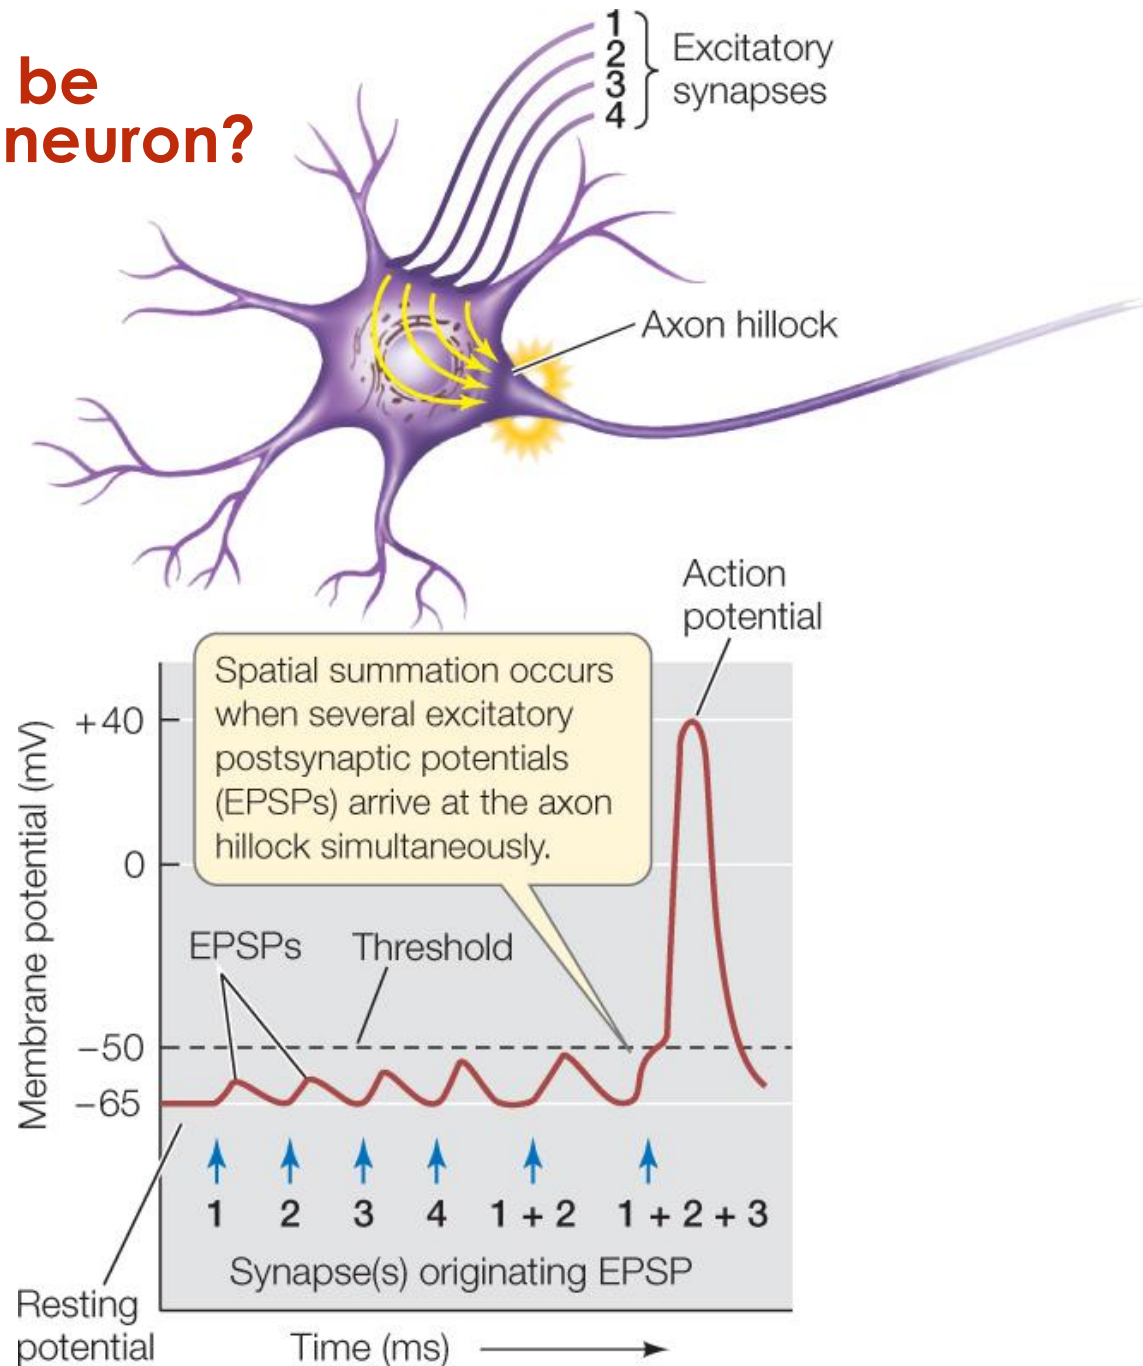 be
neuron?
1
2
3
4
Excitatory
synapses
Axon hillock
Action
potential
Spatial summation occurs
when several excitatory
postsynaptic potentials
(EPSPs) arrive at the axon
hillock simultaneously.
Membrane potential (mV)
+40
0
−50
−65
EPSPs
Threshold
1 2 3 4 1 + 2 1 + 2 + 3
Synapse(s) originating EPSP
Resting
potential
Time (ms)